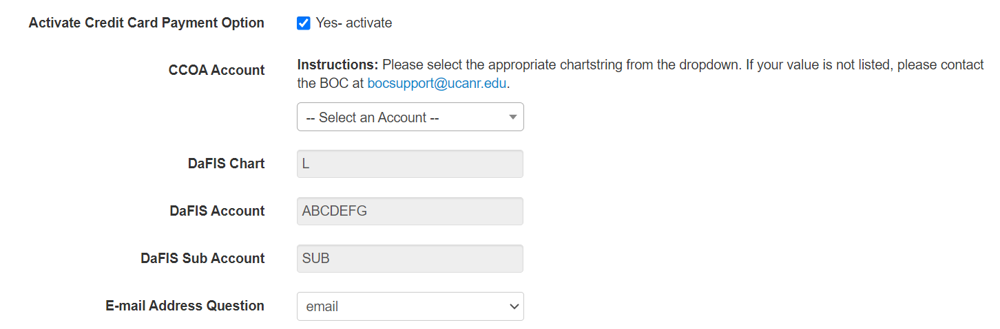 Activate Credit Card Payment Option Yes- activate
CCOA Account Instructions: Please select the appropriate chartstring from the dropdown. If your value is not listed, please contact
the BOC at bocsupport@ucanr.edu.
-- Select an Account --
DaFIS Chart L
DaFIS Account ABCDEFG
DaFIS Sub Account SUB
E-mail Address Question email